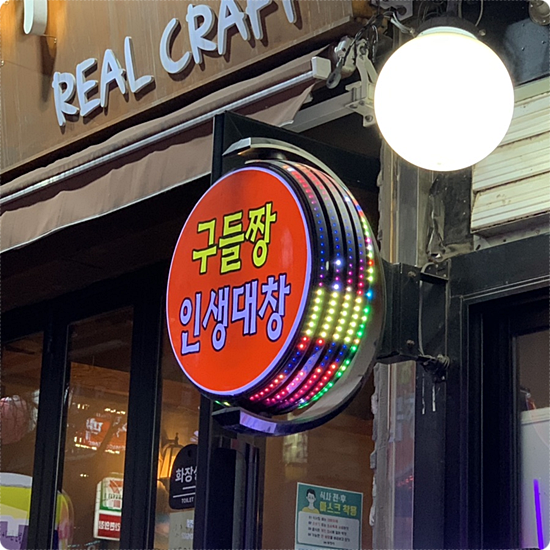 REAL CRAFT
구들짱
인생대창
화장실
TOILET
식사 전·후
마스크 착용